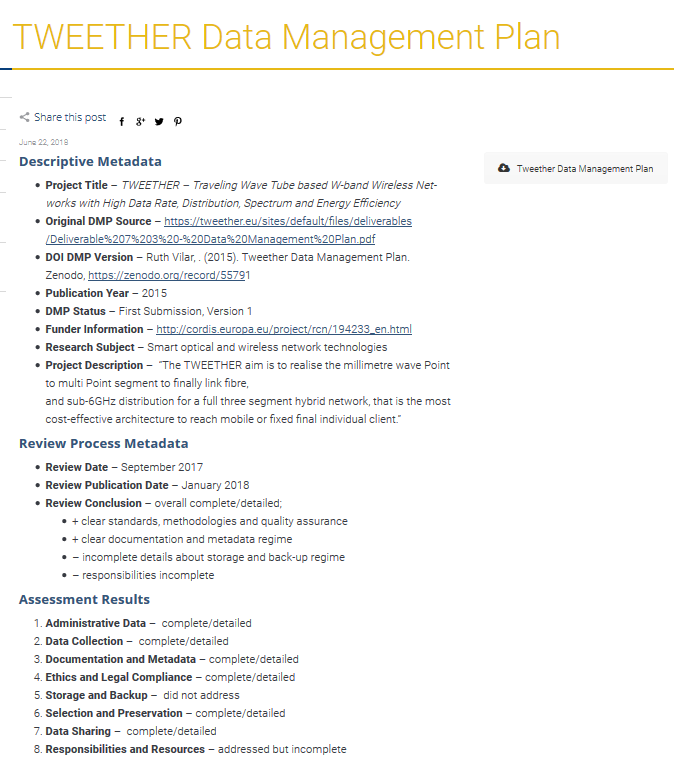 TWEETHER Data Management Plan
Share this post
June 22, 2018
Tweether Data Management Plan
Descriptive Metadata
• Project Title – TWEETHER – Traveling Wave Tube based W-band Wireless Net-
works with High Data Rate, Distribution, Spectrum and Energy Efficiency
• Original DMP Source – https://tweether.eu/sites/default/files/deliverables
/Deliverable%207%203%20-%20Data%20Management%20Plan.pdf
• DOI DMP Version – Ruth Vilar, . (2015). Tweether Data Management Plan.
Zenodo, https://zenodo.org/record/55791
• Publication Year – 2015
• DMP Status – First Submission, Version 1
• Funder Information – http://cordis.europa.eu/project/rcn/194233_en.html
• Research Subject – Smart optical and wireless network technologies
• Project Description – “The TWEETHER aim is to realise the millimetre wave Point
to multi Point segment to finally link fibre,
and sub-6GHz distribution for a full three segment hybrid network, that is the most
cost-effective architecture to reach mobile or fixed final individual client.”
Review Process Metadata
• Review Date – September 2017
• Review Publication Date – January 2018
• Review Conclusion – overall complete/detailed;
• + clear standards, methodologies and quality assurance
• + clear documentation and metadata regime
• – incomplete details about storage and back-up regime
• – responsibilities incomplete
Assessment Results
1. Administrative Data – complete/detailed
2. Data Collection – complete/detailed
3. Documentation and Metadata – complete/detailed
4. Ethics and Legal Compliance – complete/detailed
5. Storage and Backup – did not address
6. Selection and Preservation – complete/detailed
7. Data Sharing – complete/detailed
8. Responsibilities and Resources – addressed but incomplete